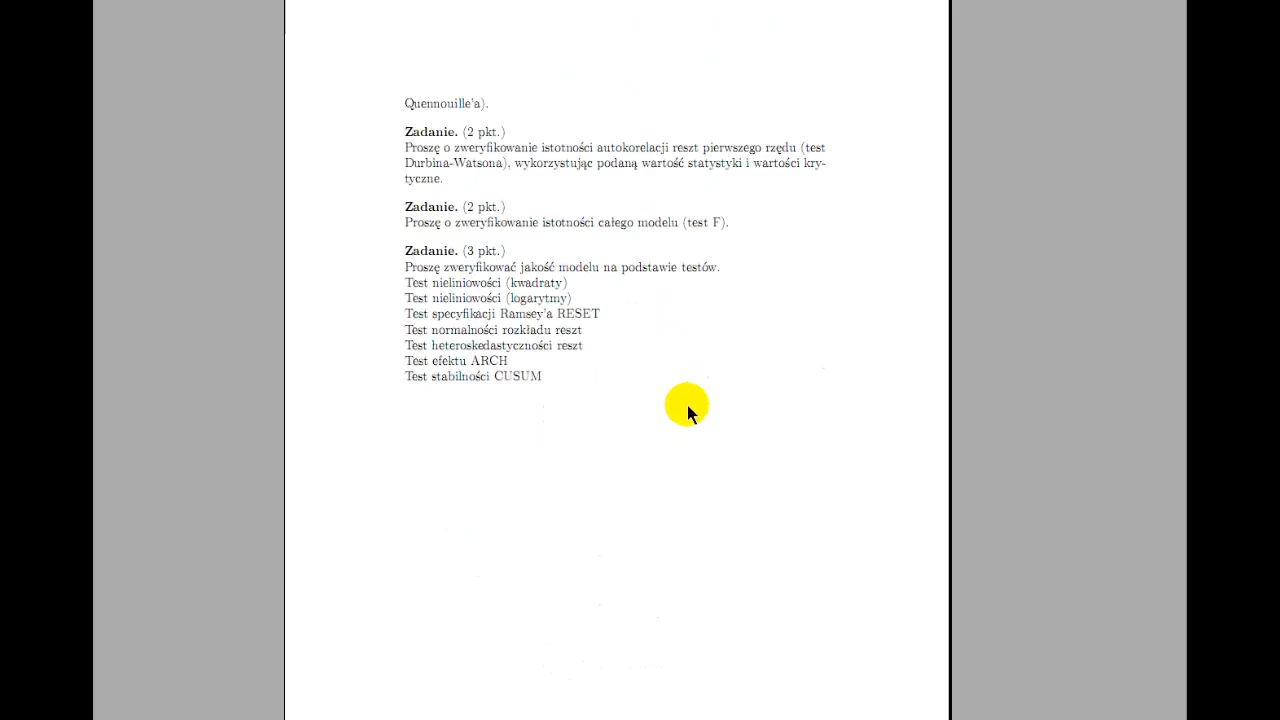 Quennouille'a).
Zadanie. (2 pkt.)
Proszę o zweryfikowanie istotności autokorelacji reszt pierwszego rzędu (test
Durbina-Watsona), wykorzystując podaną wartość statystyki i wartości kry-
tyczne.
Zadanie. (2 pkt.)
Proszę o zweryfikowanie istotności całego modelu (test F).
Zadanie. (3 pkt.)
Proszę zweryfikować jakość modelu na podstawie testów.
Test nieliniowości (kwadraty)
Test nieliniowości (logarytmy)
Test specyfikacji Ramsey'a RESET
Test normalności rozkładu reszt
Test heteroskedastyczności reszt
Test efektu ARCH
Test stabilności CUSUM